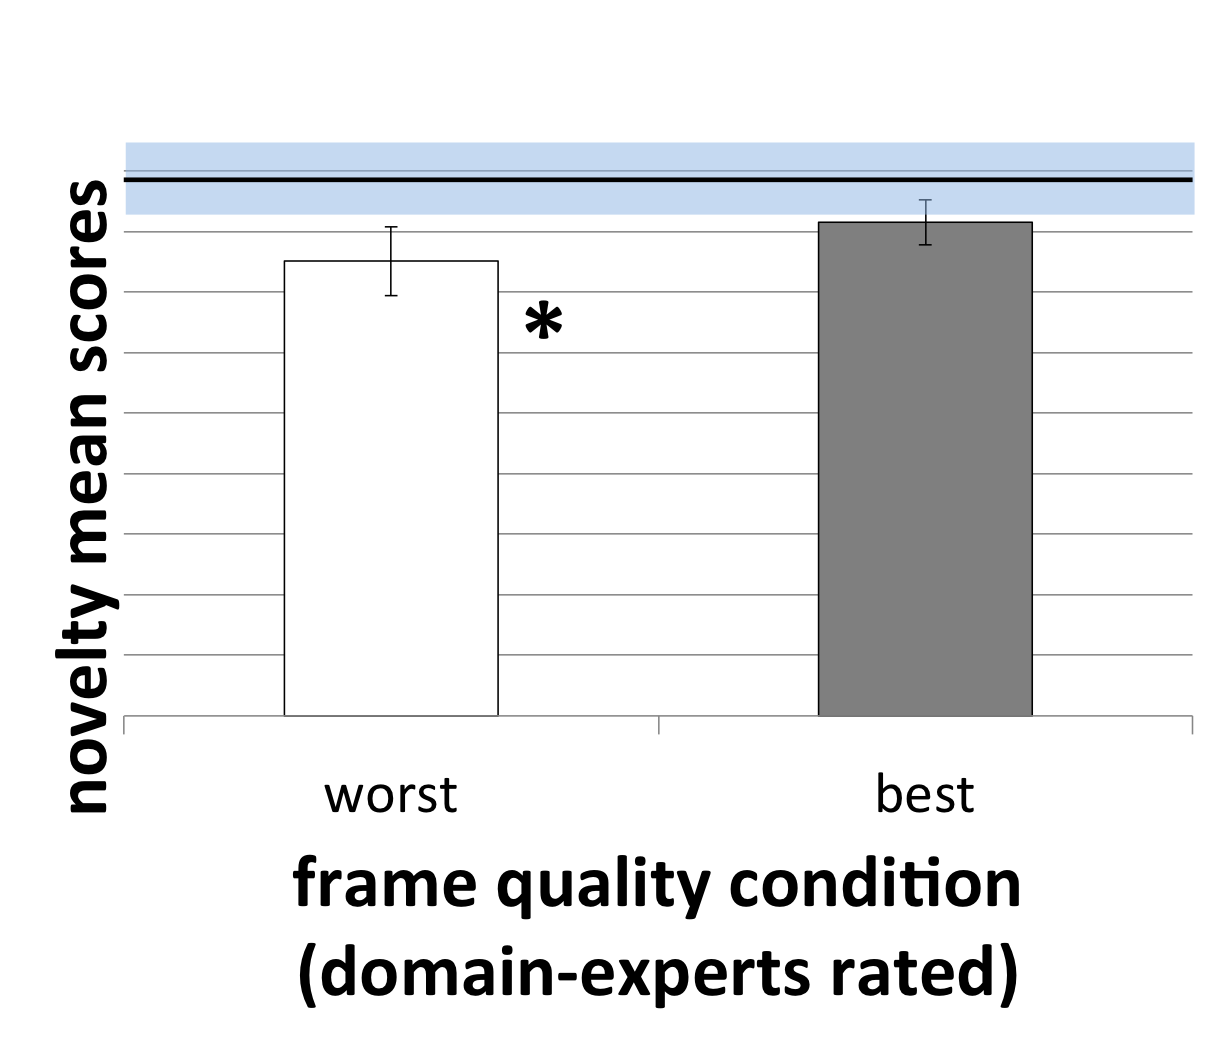 novelty mean scores
*
worst
best
frame quality condition
(domain-experts rated)